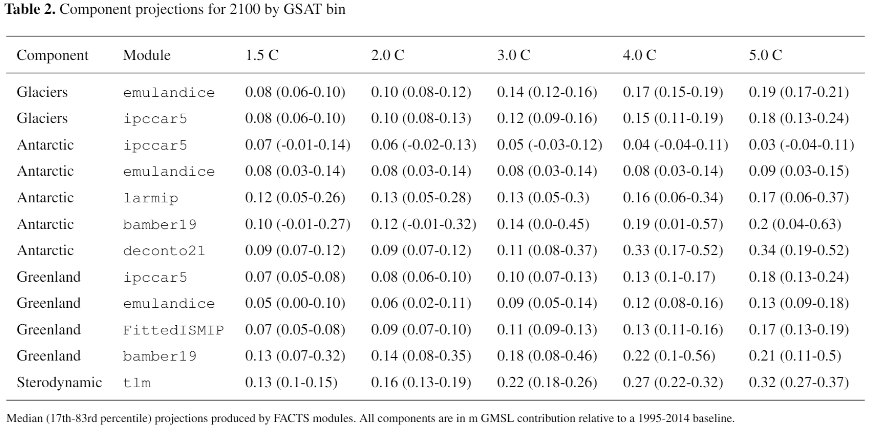 Table 2. Component projections for 2100 by GSAT bin
Component Module 1.5 C 2.0 C 3.0 C 4.0 C 5.0 C
Glaciers emulandice 0.08 (0.06-0.10) 0.10 (0.08-0.12) 0.14 (0.12-0.16) 0.17 (0.15-0.19) 0.19 (0.17-0.21)
Glaciers ipccar5 0.08 (0.06-0.10) 0.10 (0.08-0.13) 0.12 (0.09-0.16) 0.15 (0.11-0.19) 0.18 (0.13-0.24)
Antarctic ipccar5 0.07 (-0.01-0.14) 0.06 (-0.02-0.13) 0.05 (-0.03-0.12) 0.04 (-0.04-0.11) 0.03 (-0.04-0.11)
Antarctic emulandice 0.08 (0.03-0.14) 0.08 (0.03-0.14) 0.08 (0.03-0.14) 0.08 (0.03-0.14) 0.09 (0.03-0.15)
Antarctic larmip 0.12 (0.05-0.26) 0.13 (0.05-0.28) 0.13 (0.05-0.3) 0.16 (0.06-0.34) 0.17 (0.06-0.37)
Antarctic bamber19 0.10 (-0.01-0.27) 0.12 (-0.01-0.32) 0.14 (0.0-0.45) 0.19 (0.01-0.57) 0.2 (0.04-0.63)
Antarctic deconto21 0.09 (0.07-0.12) 0.09 (0.07-0.12) 0.11 (0.08-0.37) 0.33 (0.17-0.52) 0.34 (0.19-0.52)
Greenland ipccar5 0.07 (0.05-0.08) 0.08 (0.06-0.10) 0.10 (0.07-0.13) 0.13 (0.1-0.17) 0.18 (0.13-0.24)
Greenland emulandice 0.05 (0.00-0.10) 0.06 (0.02-0.11) 0.09 (0.05-0.14) 0.12 (0.08-0.16) 0.13 (0.09-0.18)
Greenland FittedISMIP 0.07 (0.05-0.08) 0.09 (0.07-0.10) 0.11 (0.09-0.13) 0.13 (0.11-0.16) 0.17 (0.13-0.19)
Greenland bamber19 0.13 (0.07-0.32) 0.14 (0.08-0.35) 0.18 (0.08-0.46) 0.22 (0.1-0.56) 0.21 (0.11-0.5)
Sterodynamic tlm 0.13 (0.1-0.15) 0.16 (0.13-0.19) 0.22 (0.18-0.26) 0.27 (0.22-0.32) 0.32 (0.27-0.37)
Median (17th-83rd percentile) projections produced by FACTS modules. All components are in m GMSL contribution relative to a 1995-2014 baseline.